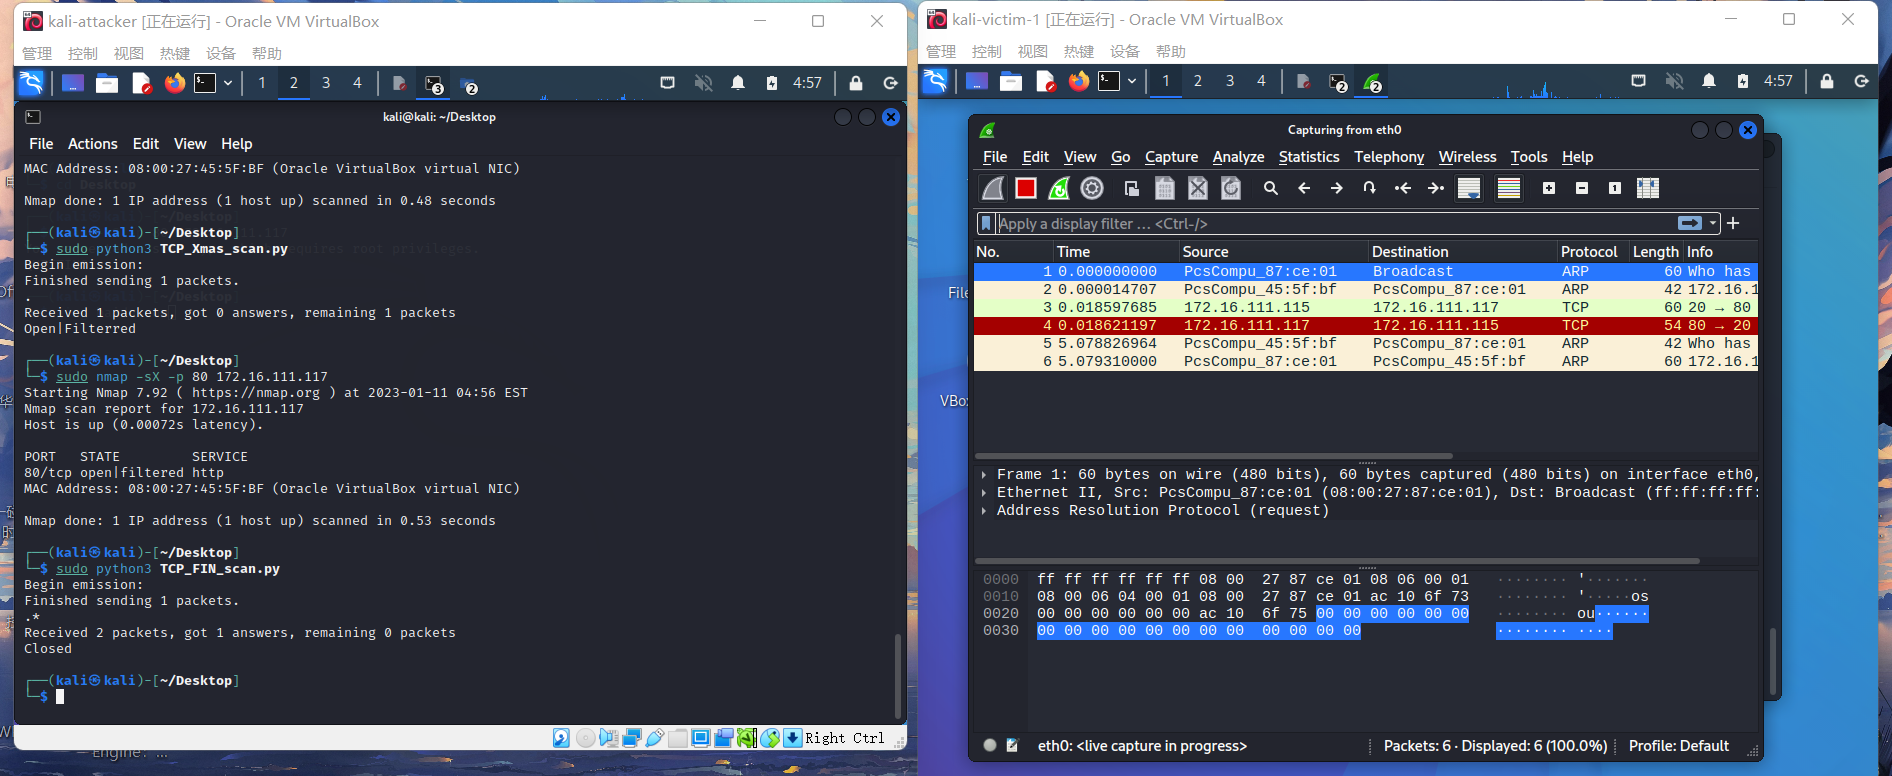 kali-attacker [正在运行] - Oracle VM VirtualBox
管理 控制 视图 热键 设备 帮助
1 2 3 4 3 2 4:57
kali@kali: ~/Desktop
File Actions Edit View Help
MAC Address: 08:00:27:45:5F:BF (Oracle VirtualBox virtual NIC)
Nmap done: 1 IP address (1 host up) scanned in 0.48 seconds
┌──(kali㉿kali)-[~/Desktop]
└─$ sudo python3 TCP_Xmas_scan.py
Begin emission:
Finished sending 1 packets.
.
Received 1 packets, got 0 answers, remaining 1 packets
Open|Filterred
┌──(kali㉿kali)-[~/Desktop]
└─$ sudo nmap -sX -p 80 172.16.111.117
Starting Nmap 7.92 ( https://nmap.org ) at 2023-01-11 04:56 EST
Nmap scan report for 172.16.111.117
Host is up (0.00072s latency).
PORT STATE SERVICE
80/tcp open|filtered http
MAC Address: 08:00:27:45:5F:BF (Oracle VirtualBox virtual NIC)
Nmap done: 1 IP address (1 host up) scanned in 0.53 seconds
┌──(kali㉿kali)-[~/Desktop]
└─$ sudo python3 TCP_FIN_scan.py
Begin emission:
Finished sending 1 packets.
.*
Received 2 packets, got 1 answers, remaining 0 packets
Closed
┌──(kali㉿kali)-[~/Desktop]
└─$
Right Ctrl
Engine: ...
kali-victim-1 [正在运行] - Oracle VM VirtualBox
管理 控制 视图 热键 设备 帮助
1 2 3 4 2 2 4:57
File
VBox
Capturing from eth0
File Edit View Go Capture Analyze Statistics Telephony Wireless Tools Help
Apply a display filter ... <Ctrl-/>
No. Time Source Destination Protocol Length Info
1 0.000000000 PcsCompu_87:ce:01 Broadcast ARP 60 Who has
2 0.000014707 PcsCompu_45:5f:bf PcsCompu_87:ce:01 ARP 42 172.16.1
3 0.018597685 172.16.111.115 172.16.111.117 TCP 60 20 → 80
4 0.018621197 172.16.111.117 172.16.111.115 TCP 54 80 → 20
5 5.078826964 PcsCompu_45:5f:bf PcsCompu_87:ce:01 ARP 42 Who has
6 5.079310000 PcsCompu_87:ce:01 PcsCompu_45:5f:bf ARP 60 172.16.1
Frame 1: 60 bytes on wire (480 bits), 60 bytes captured (480 bits) on interface eth0,
Ethernet II, Src: PcsCompu_87:ce:01 (08:00:27:87:ce:01), Dst: Broadcast (ff:ff:ff:ff:
Address Resolution Protocol (request)
0000 ff ff ff ff ff ff 08 00 27 87 ce 01 08 06 00 01 ········ '·······
0010 08 00 06 04 00 01 08 00 27 87 ce 01 ac 10 6f 73 ········ '·····os
0020 00 00 00 00 00 00 ac 10 6f 75 00 00 00 00 00 00 ········ ou······
0030 00 00 00 00 00 00 00 00 00 00 00 00 ········ ····
eth0: <live capture in progress>
Packets: 6 · Displayed: 6 (100.0%)
Profile: Default